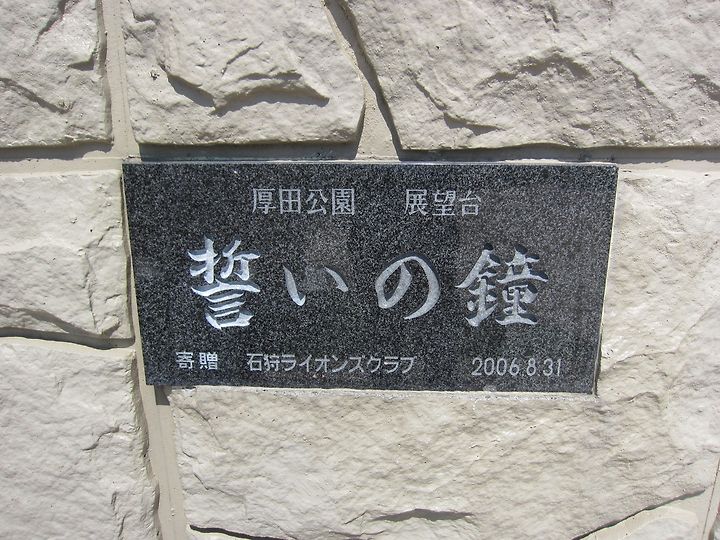 厚田公園　展望台
誓いの鐘
寄贈　石狩ライオンズクラブ　2006.8.31